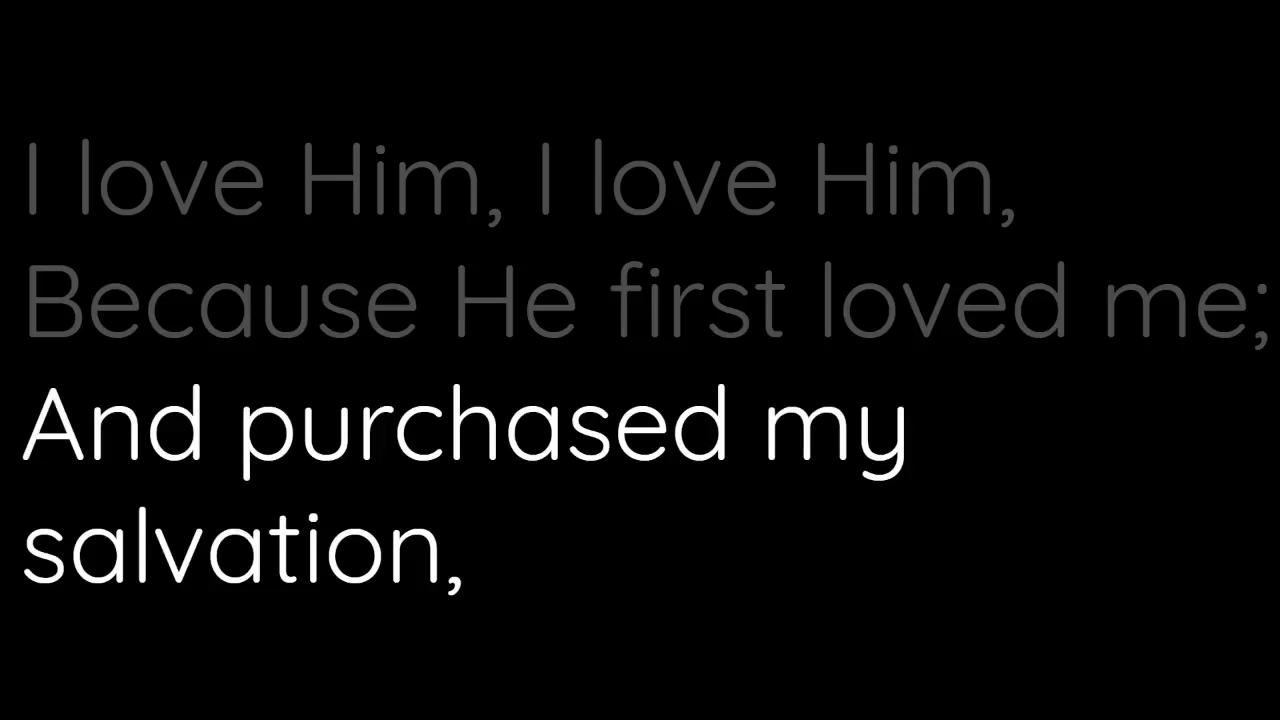 I love Him, I love Him,
Because He first loved me;
And purchased my
salvation,